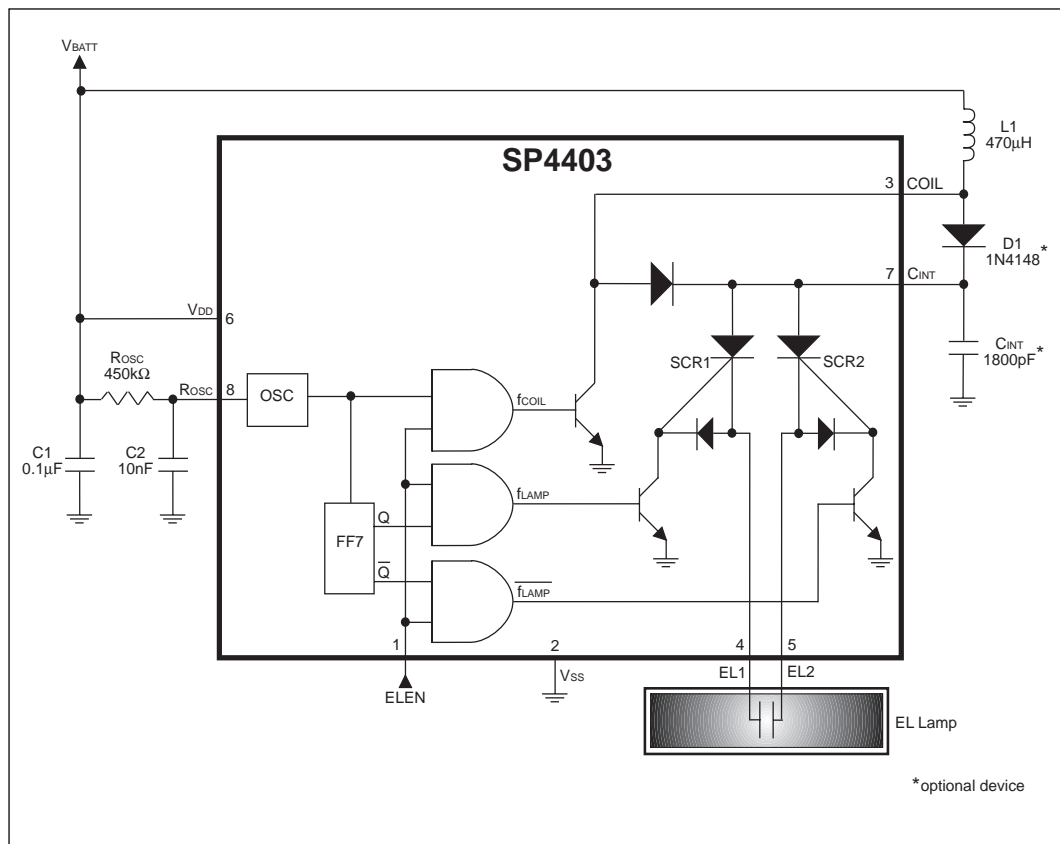 VBATT
SP4403
L1
470µH
3
COIL
D1
1N4148*
7
CINT
VDD
6
ROSC
450kΩ
ROSC
8
OSC
fCOIL
SCR1
SCR2
CINT
1800pF*
C1
0.1µF
C2
10nF
FF7
Q
Q̅
fLAMP
f̅L̅A̅M̅P̅
1
ELEN
2
VSS
4
5
EL1
EL2
EL Lamp
*optional device